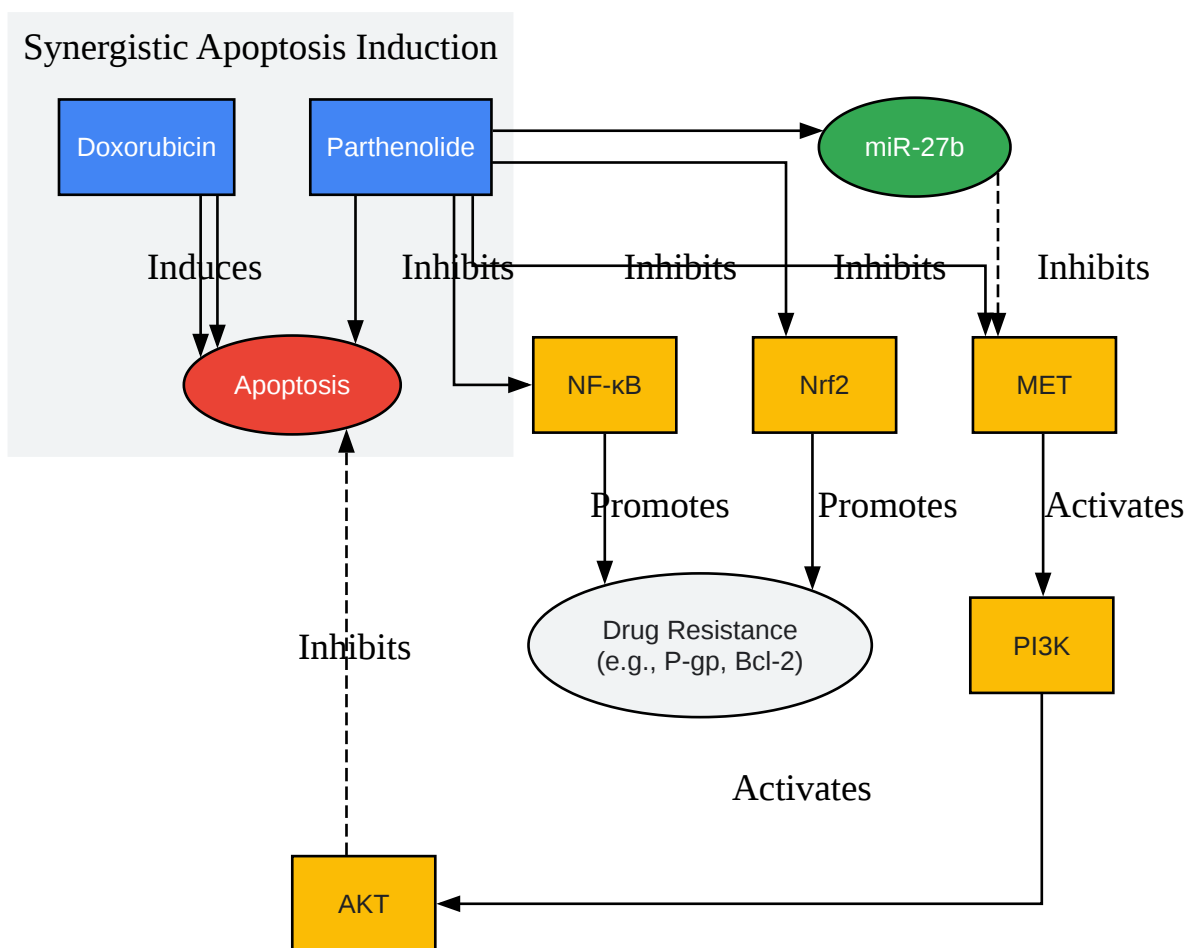 Synergistic Apoptosis Induction
Doxorubicin
Parthenolide
miR-27b
Induces
Inhibits
Inhibits
Inhibits
Inhibits
Apoptosis
NF-κB
Nrf2
MET
Promotes
Promotes
Activates
Drug Resistance
(e.g., P-gp, Bcl-2)
Inhibits
PI3K
Activates
AKT